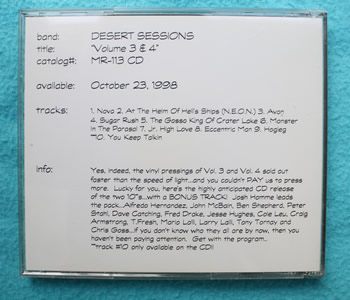 band: DESERT SESSIONS
title: "Volume 3 & 4"
catalog#: MR-113 CD
available: October 23, 1998
tracks: 1. Nova 2. At The Helm Of Hell's Ships (N.E.O.N.) 3. Avon
4. Sugar Rush 5. The Gosso King Of Crater Lake 6. Monster
In The Parasol 7. Jr. High Love 8. Eccentric Man 9. Hogleg
~10. You Keep Talkin
info: Yes, indeed, the vinyl pressings of Vol. 3 and Vol. 4 sold out
faster than the speed of light...and you couldn't PAY us to press
more. Lucky for you, here's the highly anticipated CD release
of the two 10"s...with a BONUS TRACK! Josh Homme leads
the pack...Alfredo Hernandez, John McBain, Ben Shepherd, Peter
Stahl, Dave Catching, Fred Drake, Jesse Hughes, Cole Leu, Craig
Armstrong, T.Fresh, Mario Lalli, Larry Lalli, Tony Tornay and
Chris Goss...if you don't know who they all are by now, then you
haven't been paying attention. Get with the program..
~Track #10 only available on the CD!!